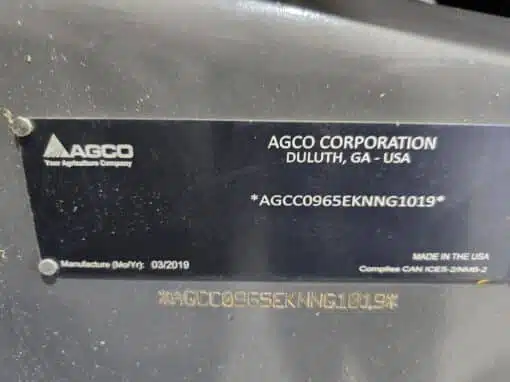 AGCO
Your Agriculture Company
AGCO CORPORATION
DULUTH, GA - USA
*AGCC0965EKNNG1019*
Manufacture (Mo/Yr): 03/2019
MADE IN THE USA
Complies CAN ICES-2/NMB-2
*AGCC0965EKNNG1019*